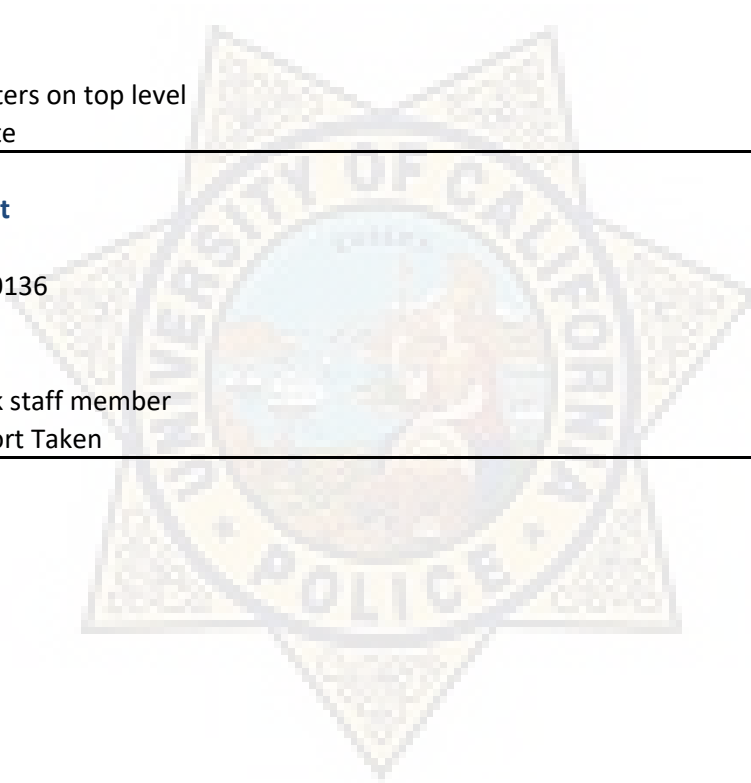 ters on top level
te
t
0136
k staff member
ort Taken
UNIVERSITY OF CALIFORNIA
POLICE